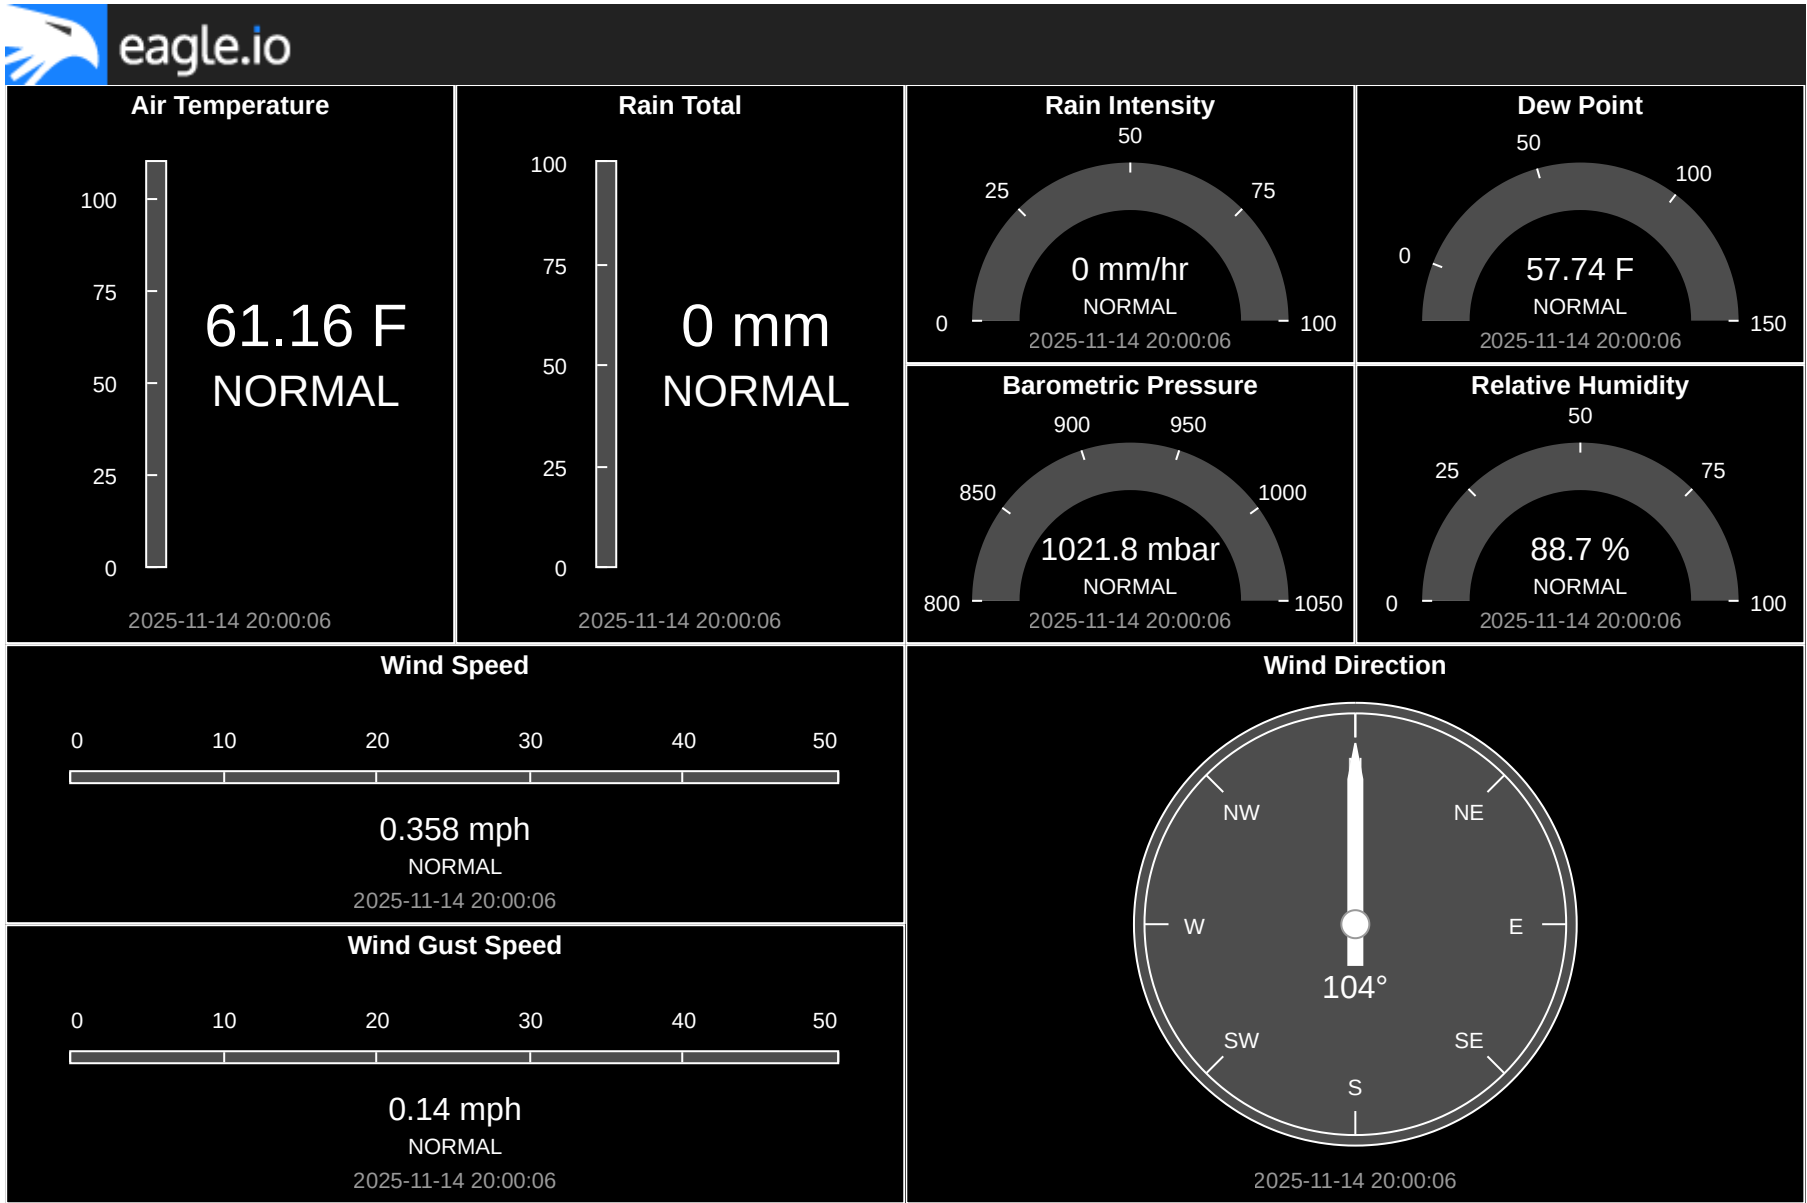 eagle.io
Air Temperature
100
75
50
25
0
61.16 F
NORMAL
2025-11-14 20:00:06
Rain Total
100
75
50
25
0
0 mm
NORMAL
2025-11-14 20:00:06
Rain Intensity
0
25
50
75
100
0 mm/hr
NORMAL
2025-11-14 20:00:06
Dew Point
0
50
100
150
57.74 F
NORMAL
2025-11-14 20:00:06
Barometric Pressure
800
850
900
950
1000
1050
1021.8 mbar
NORMAL
2025-11-14 20:00:06
Relative Humidity
0
25
50
75
100
88.7 %
NORMAL
2025-11-14 20:00:06
Wind Speed
0 10 20 30 40 50
0.358 mph
NORMAL
2025-11-14 20:00:06
Wind Gust Speed
0 10 20 30 40 50
0.14 mph
NORMAL
2025-11-14 20:00:06
Wind Direction
NW NE
W E
104°
SW SE
S
2025-11-14 20:00:06